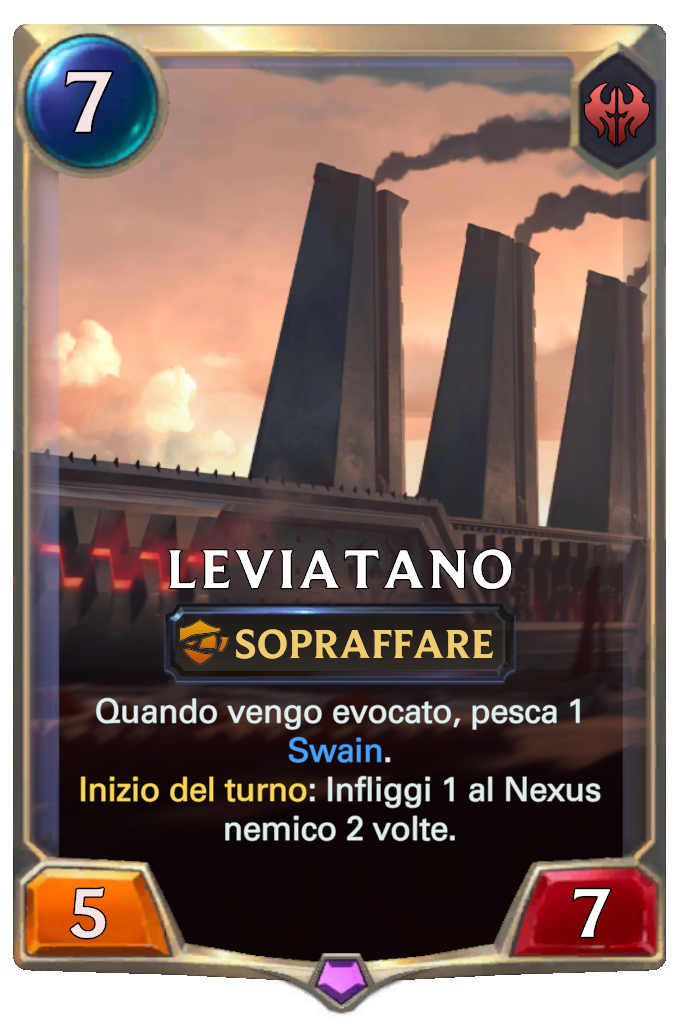 7
LEVIATANO
SOPRAFFARE
Quando vengo evocato, pesca 1
Swain.
Inizio del turno: Infliggi 1 al Nexus
nemico 2 volte.
5
7